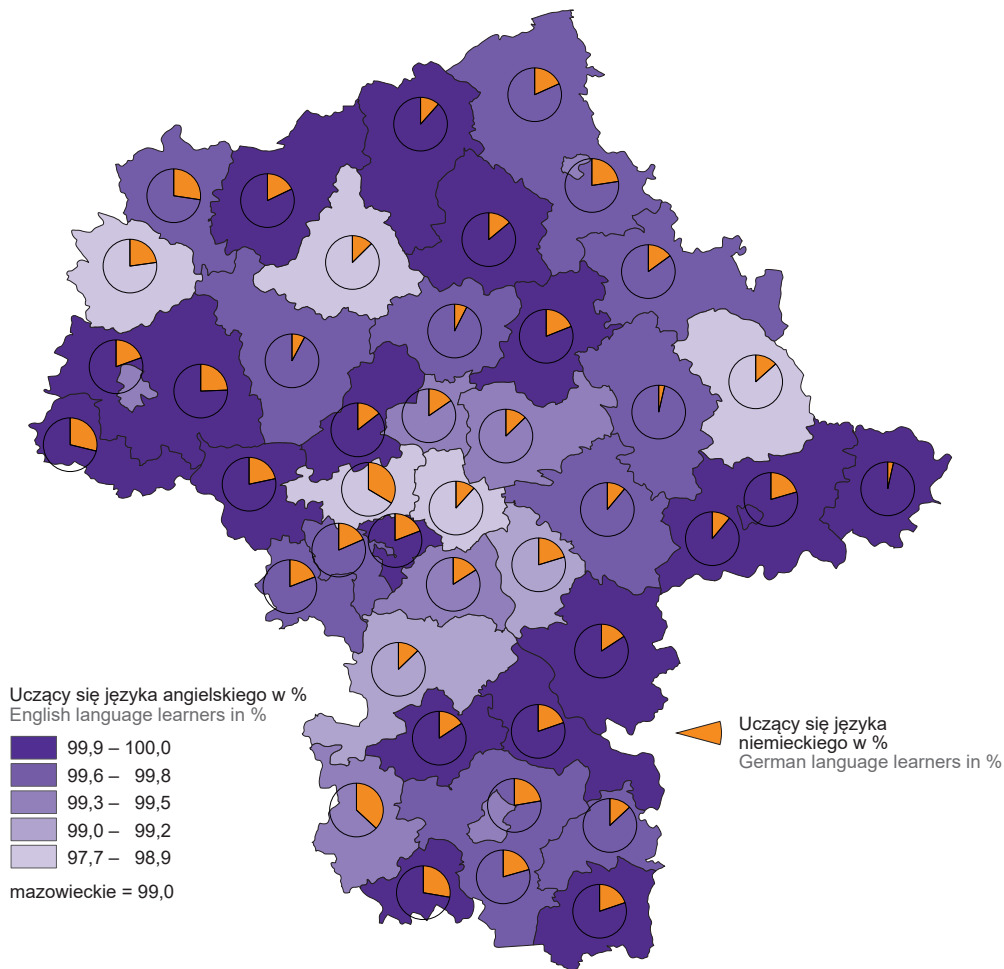 Uczący się języka angielskiego w %
English language learners in %
99,9 – 100,0
99,6 – 99,8
99,3 – 99,5
99,0 – 99,2
97,7 – 98,9
mazowieckie = 99,0
Uczący się języka
niemieckiego w %
German language learners in %